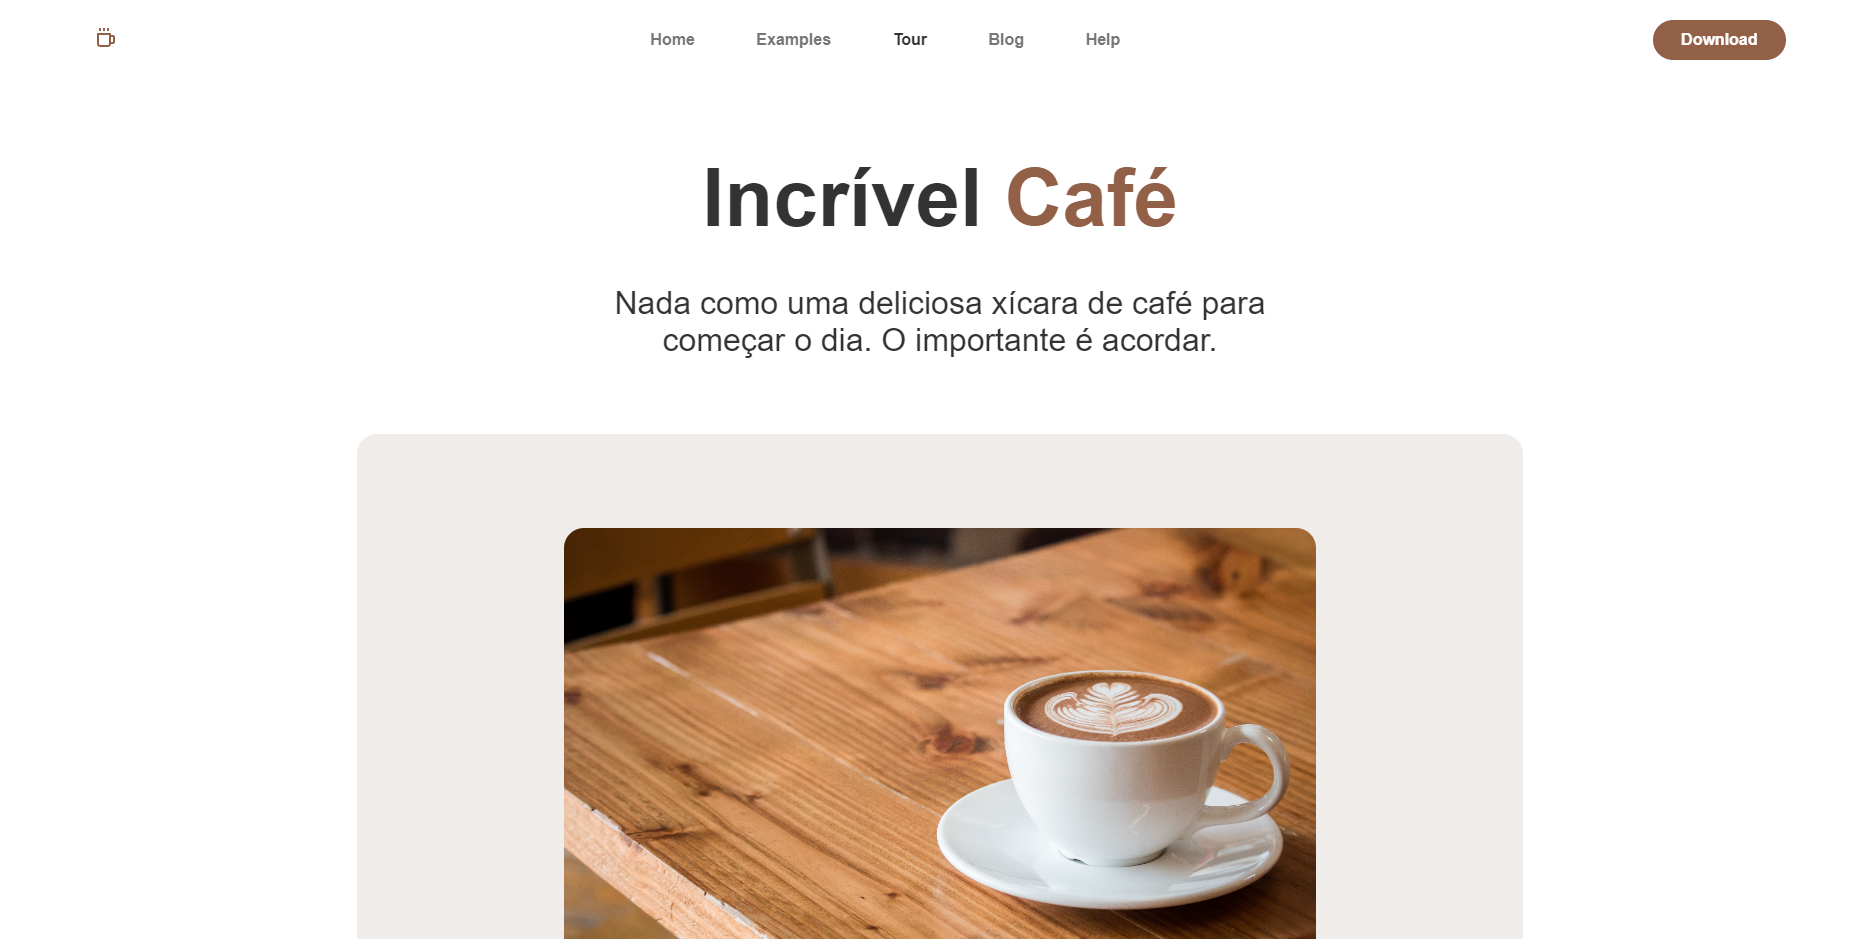 Home Examples Tour Blog Help Download
Incrível Café
Nada como uma deliciosa xícara de café para
começar o dia. O importante é acordar.